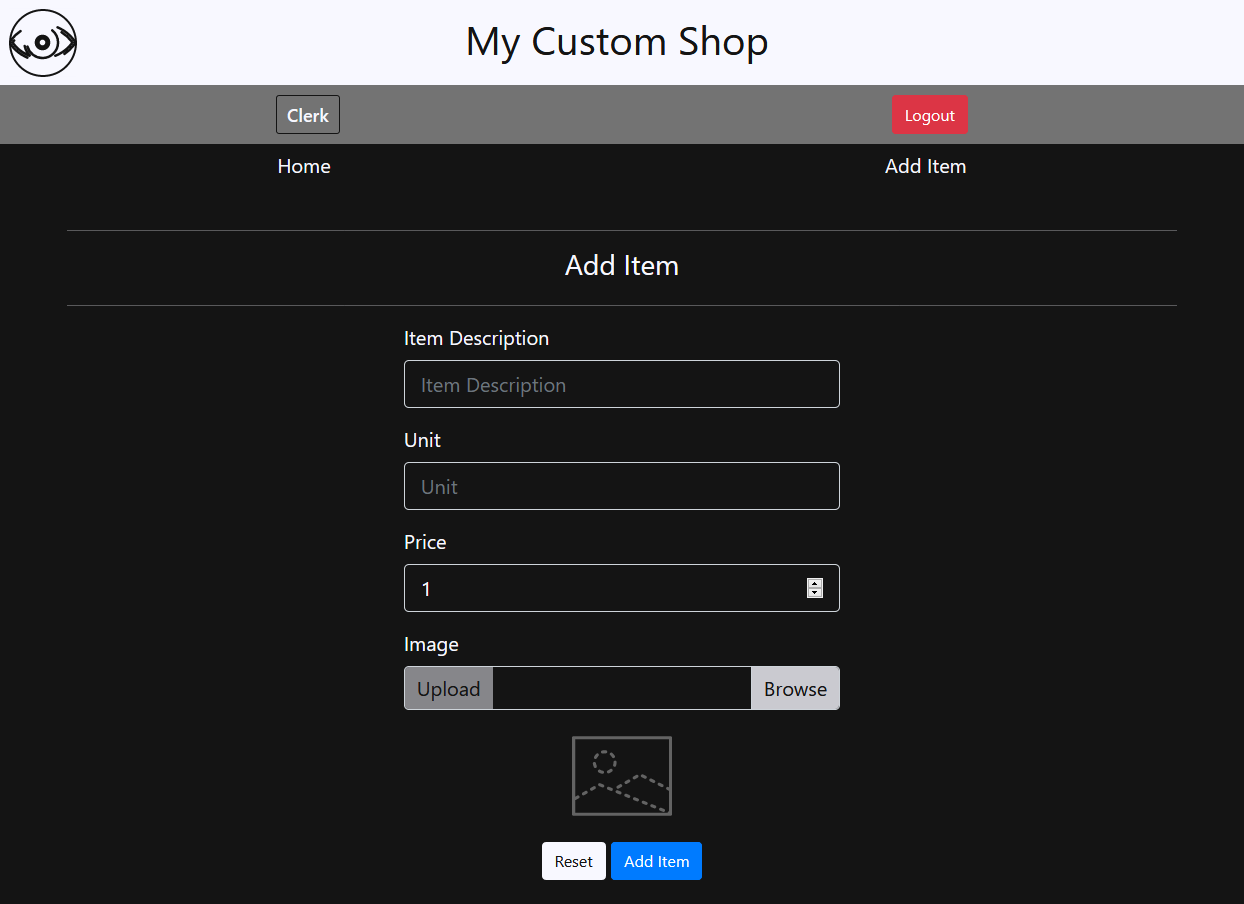 My Custom Shop
Clerk
Logout
Home
Add Item
Add Item
Item Description
Item Description
Unit
Unit
Price
1
Image
Upload
Browse
Reset
Add Item